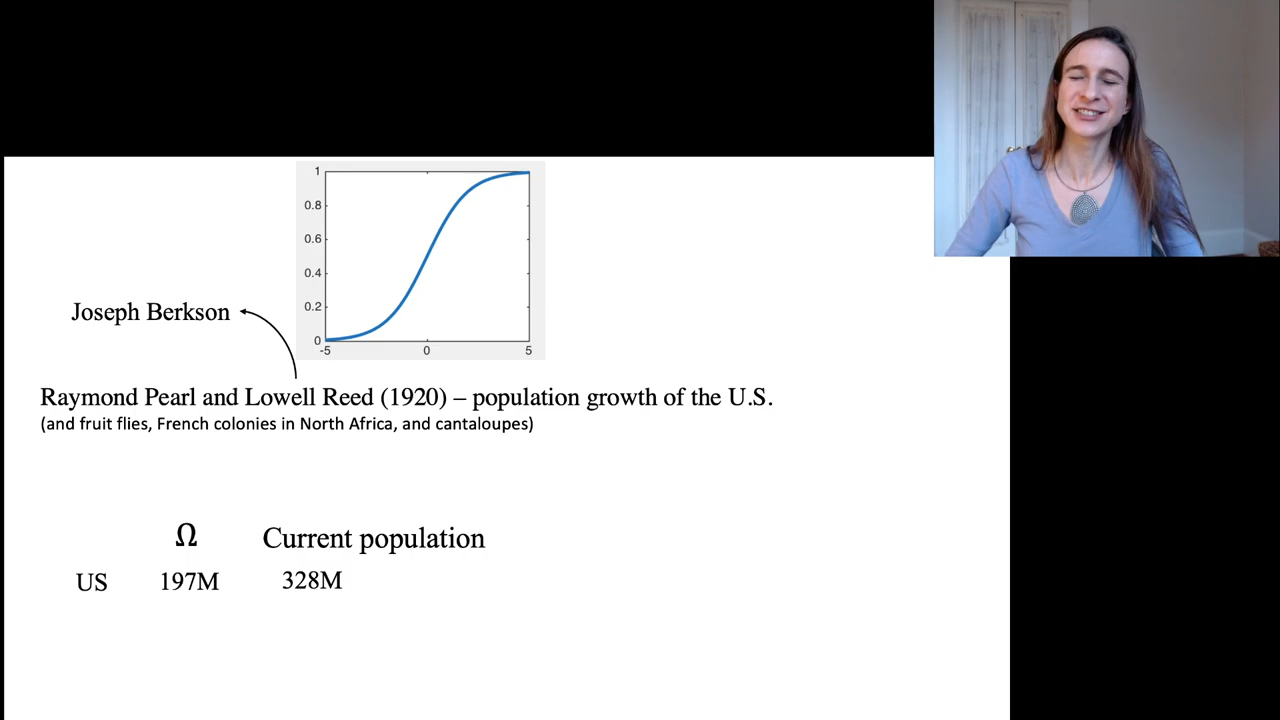 1
0.8
0.6
0.4
0.2
0
-5 0 5
Joseph Berkson
Raymond Pearl and Lowell Reed (1920) – population growth of the U.S.
(and fruit flies, French colonies in North Africa, and cantaloupes)
Ω Current population
US 197M 328M